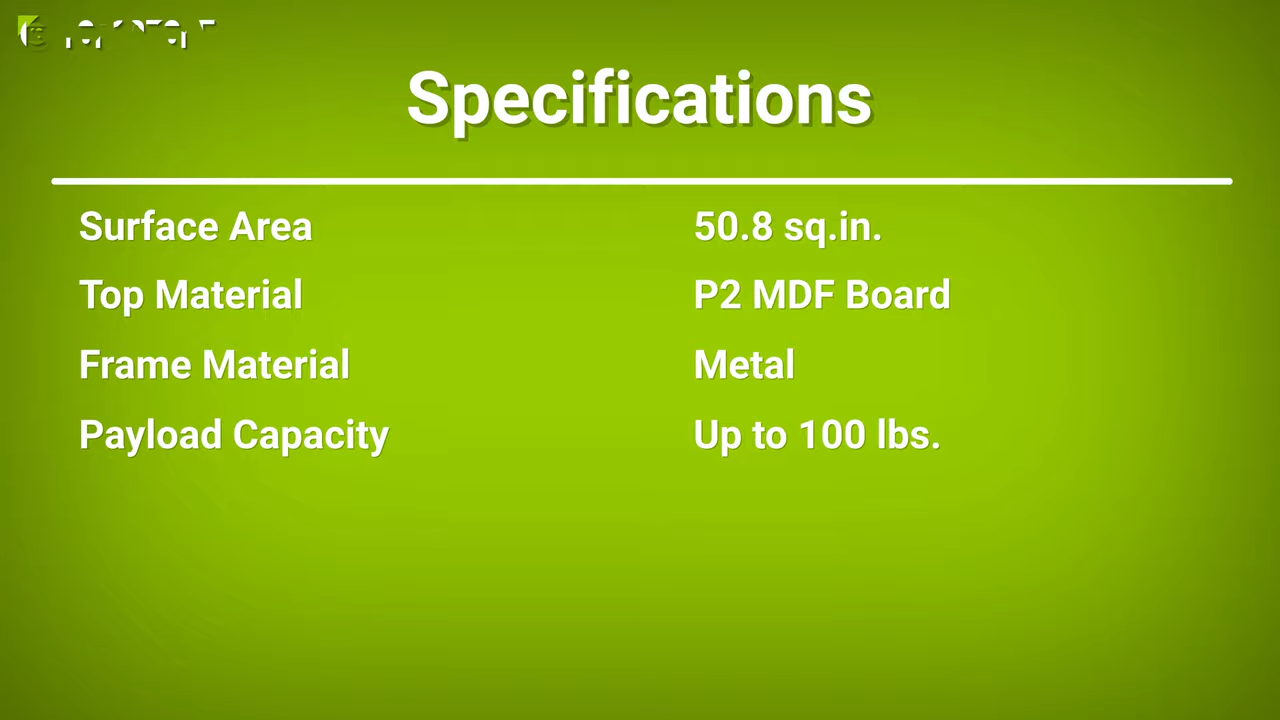 Specifications
Surface Area 50.8 sq.in.
Top Material P2 MDF Board
Frame Material Metal
Payload Capacity Up to 100 lbs.